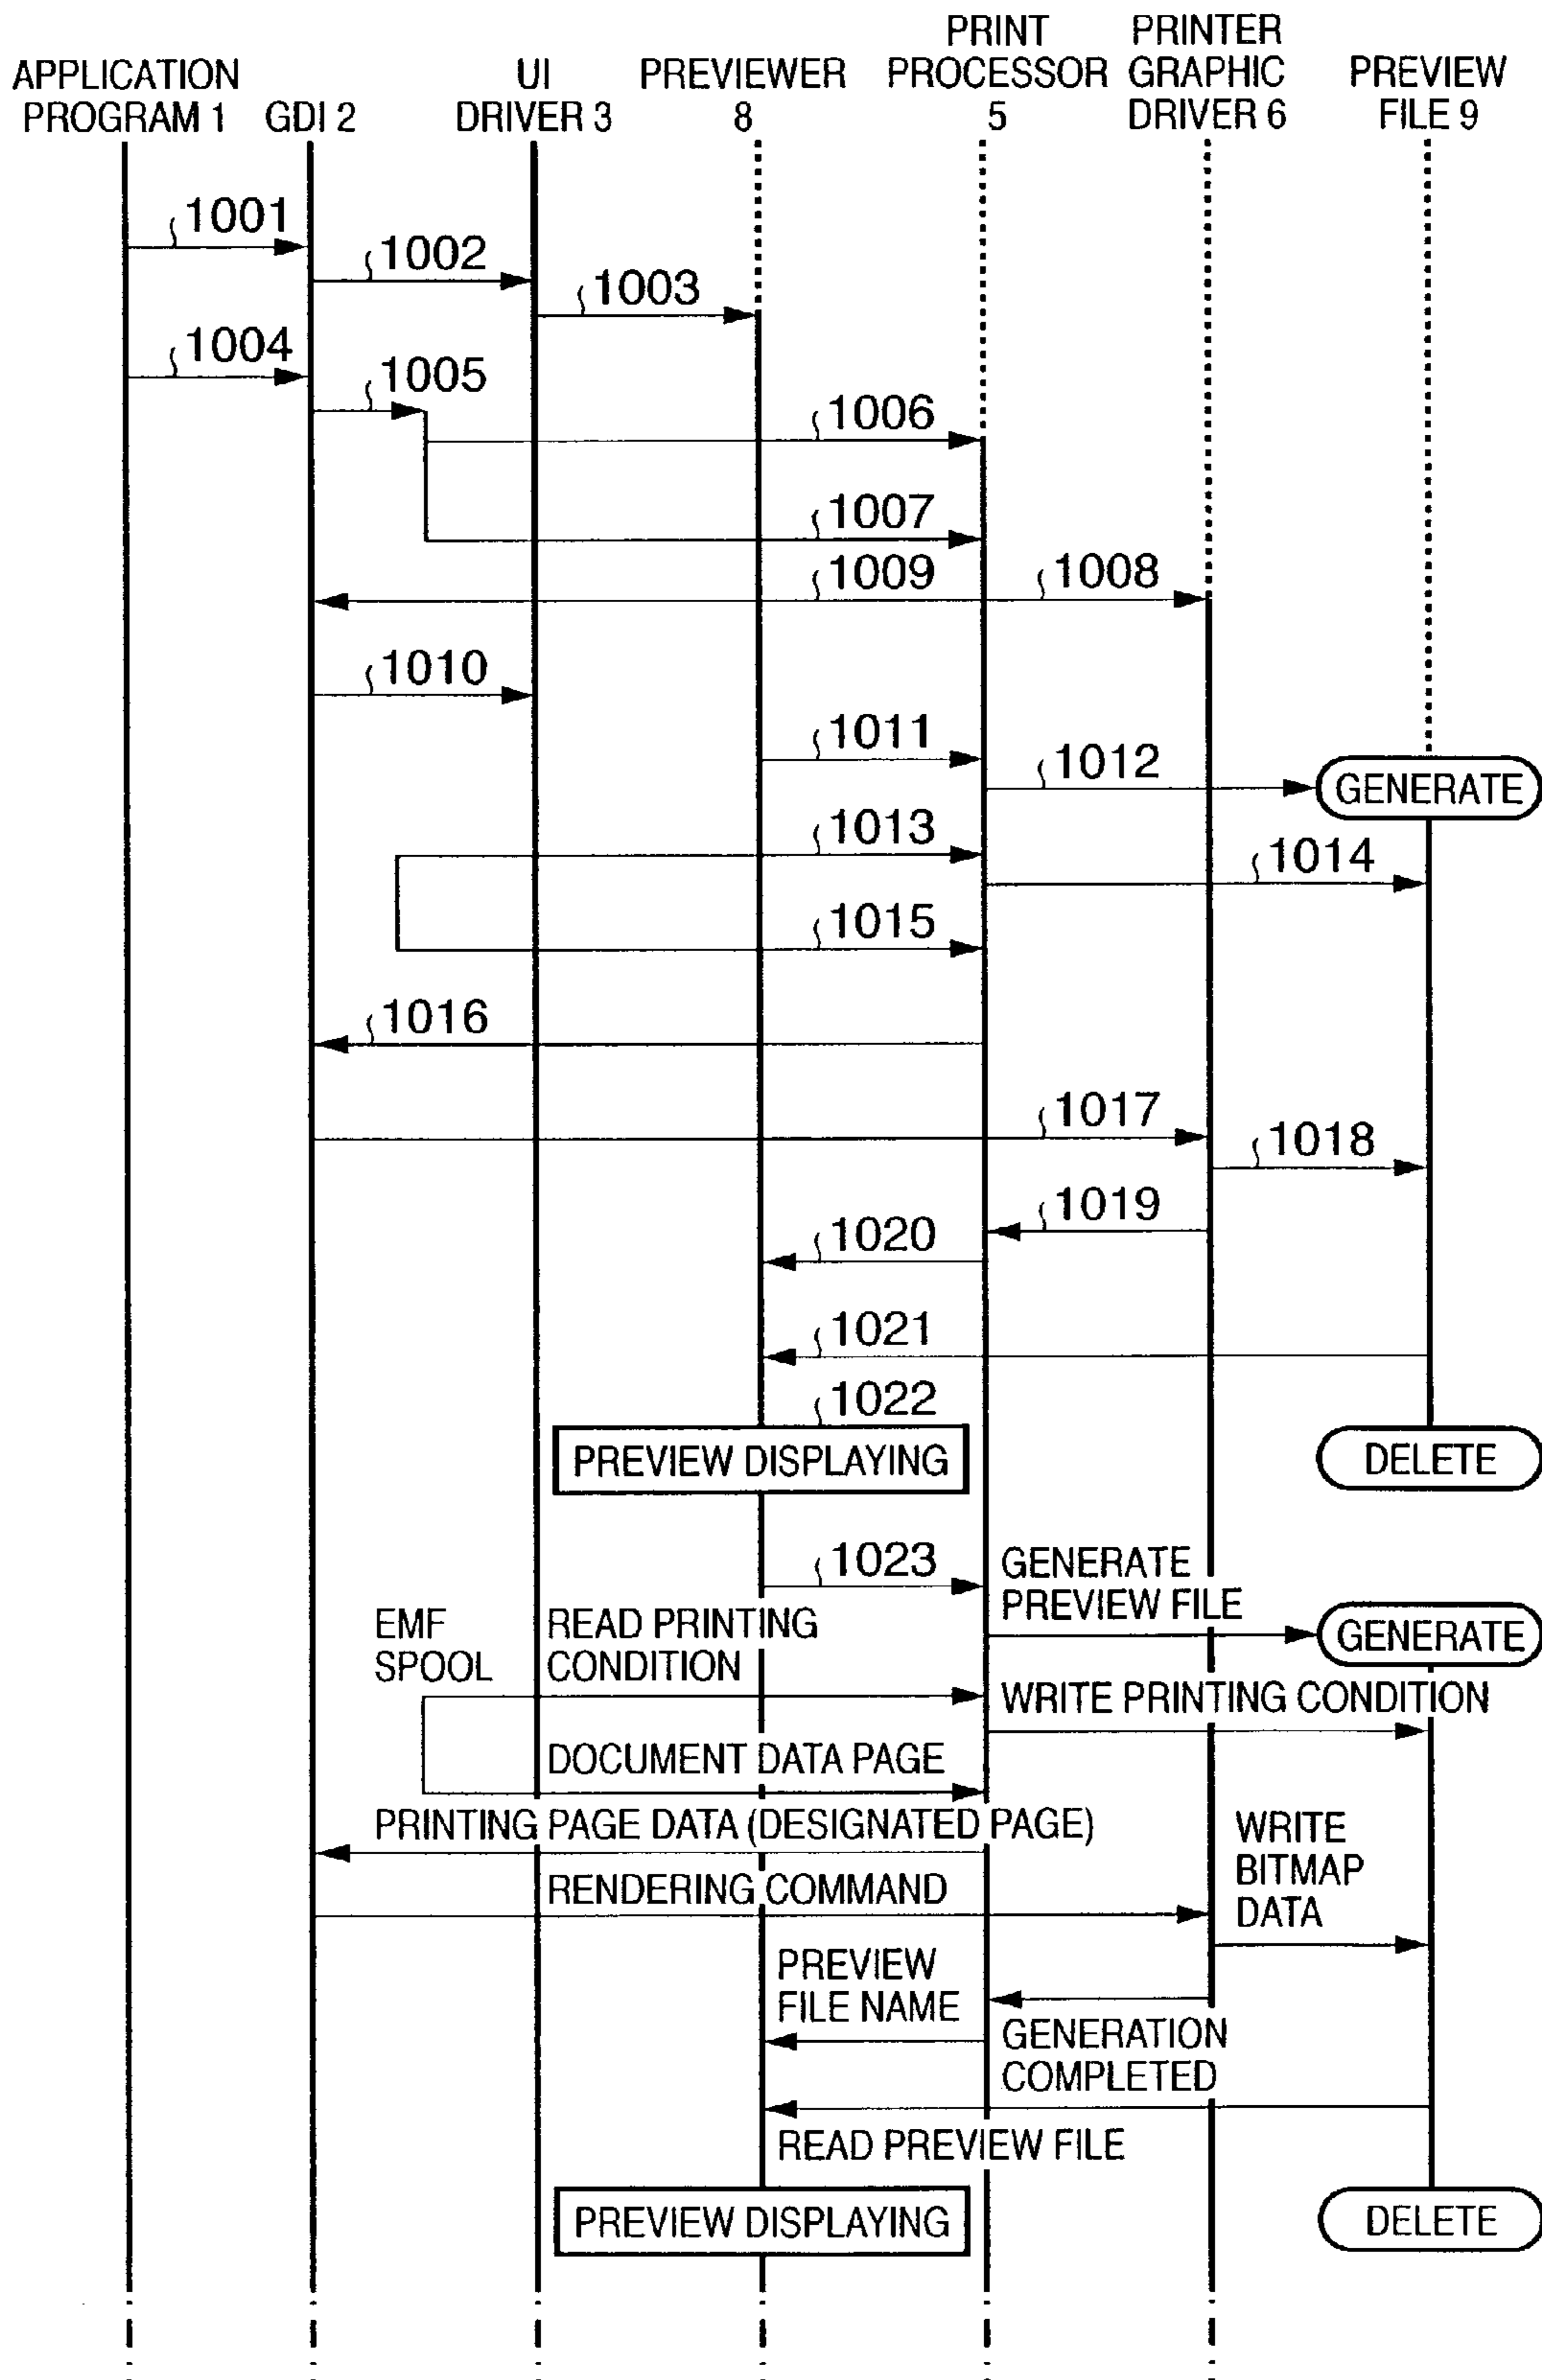 APPLICATION
PROGRAM 1
GDI 2
UI
DRIVER 3
PREVIEWER
8
PRINT
PROCESSOR
5
PRINTER
GRAPHIC
DRIVER 6
PREVIEW
FILE 9
1001
1002
1003
1004
1005
1006
1007
1009
1008
1010
1011
1012
GENERATE
1013
1014
1015
1016
1017
1018
1019
1020
1021
1022
PREVIEW DISPLAYING
DELETE
1023
GENERATE
PREVIEW FILE
GENERATE
EMF
SPOOL
READ PRINTING
CONDITION
WRITE PRINTING CONDITION
DOCUMENT DATA PAGE
PRINTING PAGE DATA (DESIGNATED PAGE)
WRITE
BITMAP
DATA
RENDERING COMMAND
PREVIEW
FILE NAME
GENERATION
COMPLETED
READ PREVIEW FILE
PREVIEW DISPLAYING
DELETE